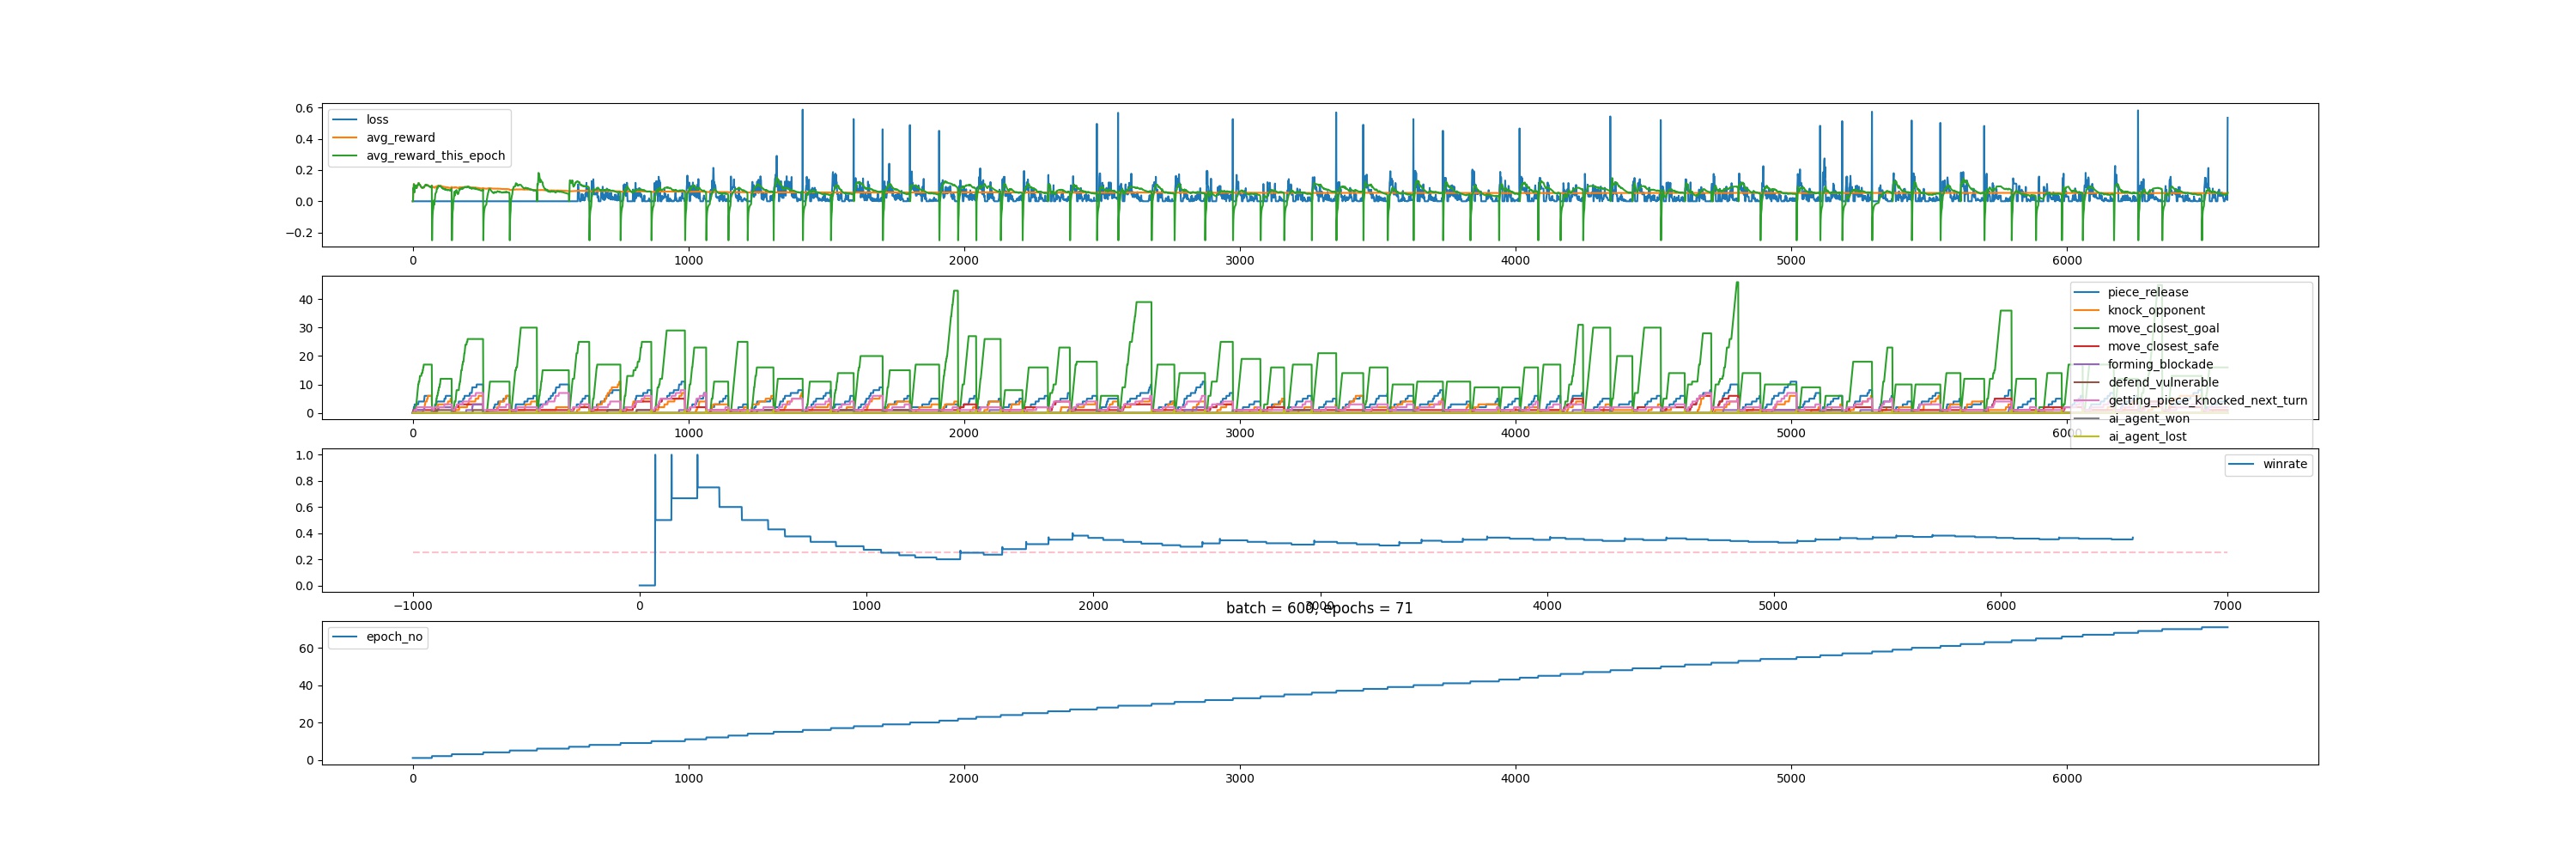 0.6
0.4
0.2
0.0
−0.2
loss
avg_reward
avg_reward_this_epoch
0 1000 2000 3000 4000 5000 6000
40
30
20
10
0
piece_release
knock_opponent
move_closest_goal
move_closest_safe
forming_blockade
defend_vulnerable
getting_piece_knocked_next_turn
ai_agent_won
ai_agent_lost
0 1000 2000 3000 4000 5000 6000
1.0
0.8
0.6
0.4
0.2
0.0
winrate
−1000 0 1000 2000 3000 4000 5000 6000 7000
batch = 600, epochs = 71
60
40
20
0
epoch_no
0 1000 2000 3000 4000 5000 6000